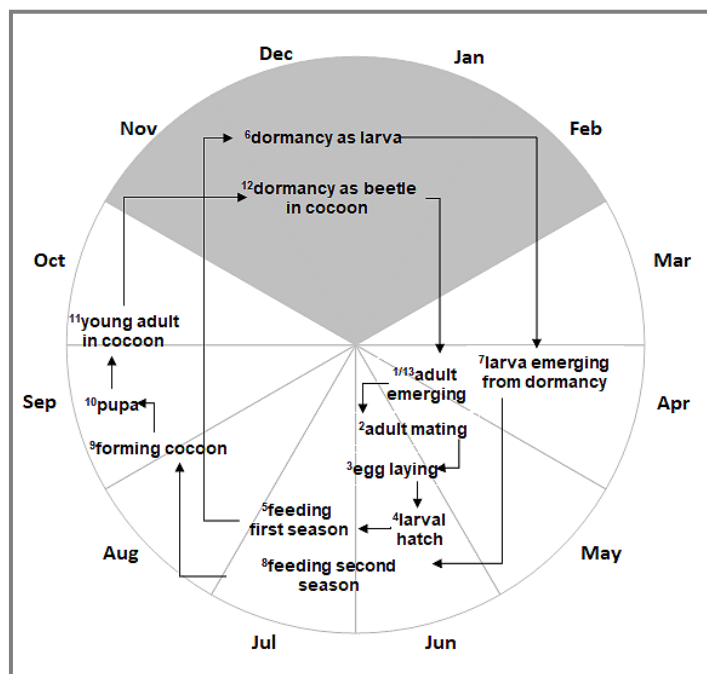 Dec
Jan
Nov
Feb
⁶dormancy as larva
¹²dormancy as beetle
in cocoon
Oct
Mar
¹¹young adult
in cocoon
¹/¹³adult
emerging
⁷larva emerging
from dormancy
Sep
¹⁰pupa
Apr
²adult mating
⁹forming cocoon
³egg laying
⁵feeding
first season
⁴larval
hatch
Aug
May
⁸feeding second
season
Jul
Jun